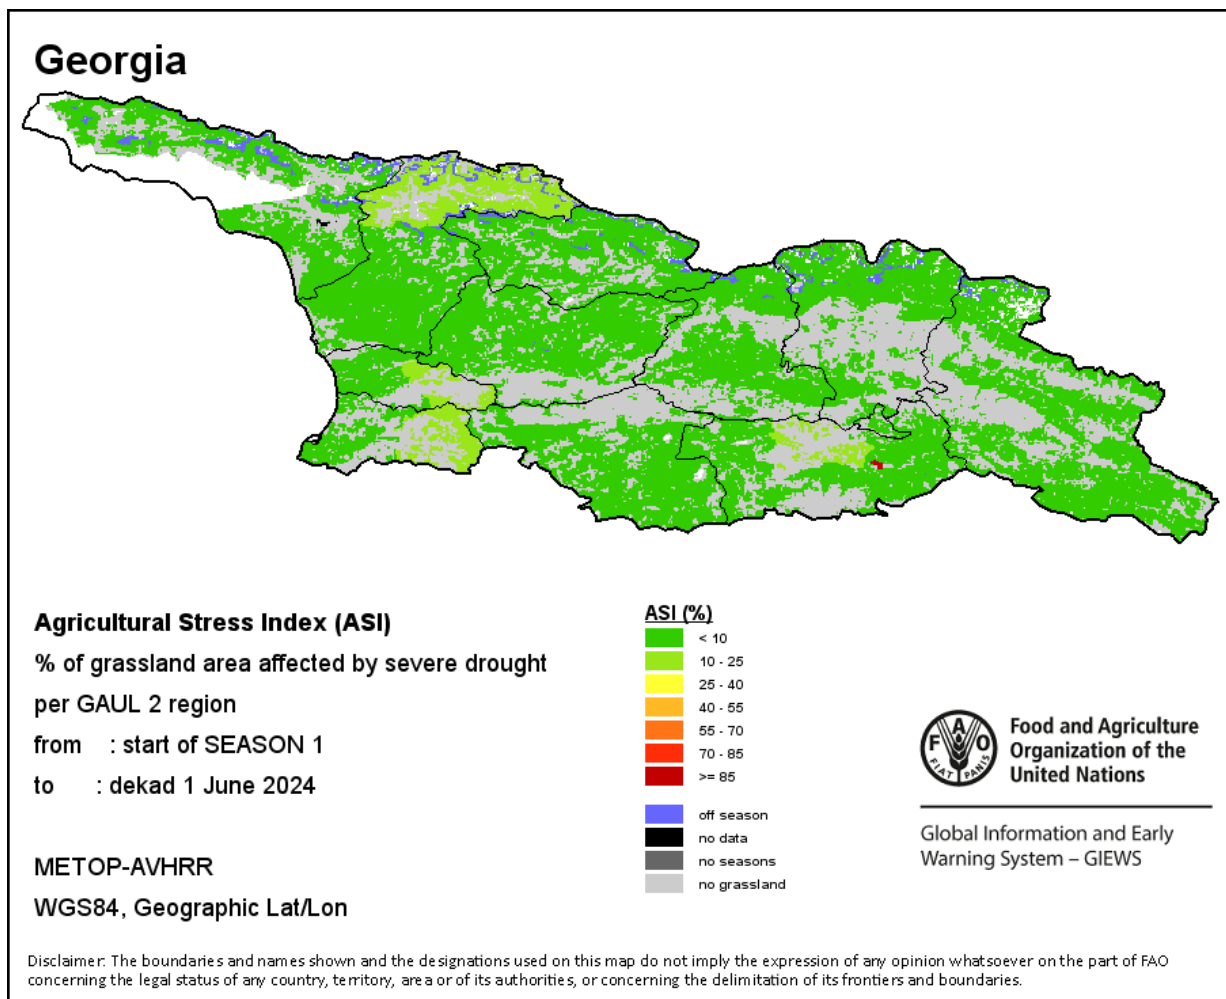 Georgia
Agricultural Stress Index (ASI)
% of grassland area affected by severe drought
per GAUL 2 region
from : start of SEASON 1
to : dekad 1 June 2024
METOP-AVHRR
WGS84, Geographic Lat/Lon
ASI (%)
< 10
10 - 25
25 - 40
40 - 55
55 - 70
70 - 85
>= 85
off season
no data
no seasons
no grassland
F A O
FIAT PANIS
Food and Agriculture
Organization of the
United Nations
Global Information and Early
Warning System – GIEWS
Disclaimer: The boundaries and names shown and the designations used on this map do not imply the expression of any opinion whatsoever on the part of FAO
concerning the legal status of any country, territory, area or of its authorities, or concerning the delimitation of its frontiers and boundaries.